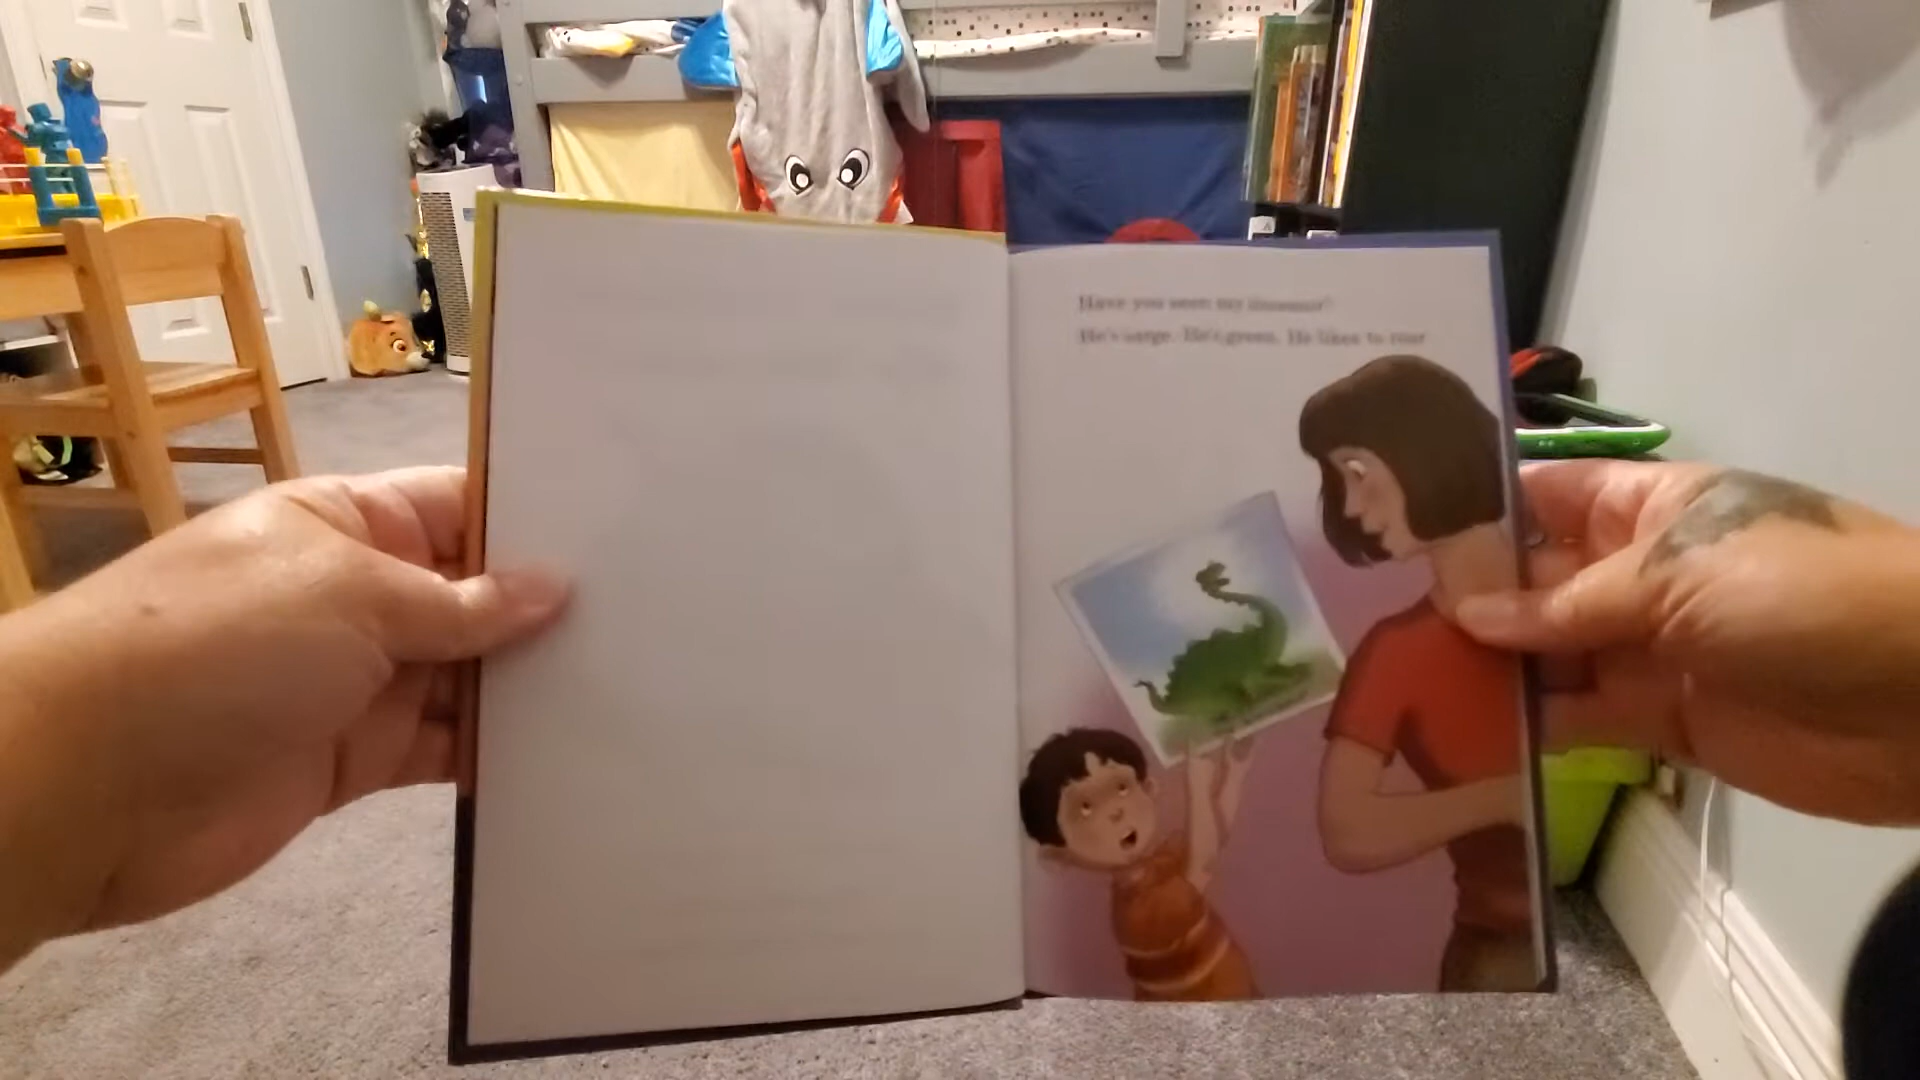 Have you seen my dinosaur?
He's large. He's green. He likes to roar